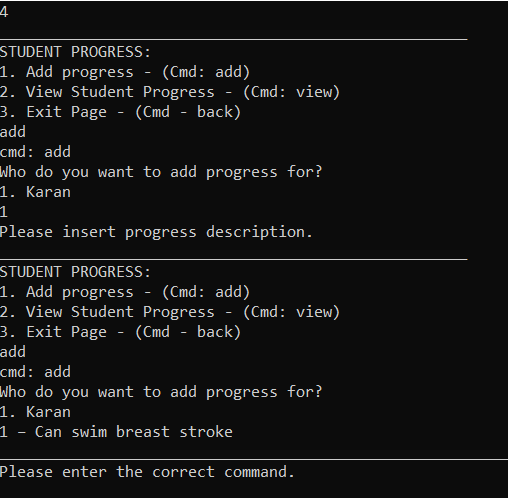 4
STUDENT PROGRESS:
1. Add progress - (Cmd: add)
2. View Student Progress - (Cmd: view)
3. Exit Page - (Cmd - back)
add
cmd: add
Who do you want to add progress for?
1. Karan
1
Please insert progress description.
STUDENT PROGRESS:
1. Add progress - (Cmd: add)
2. View Student Progress - (Cmd: view)
3. Exit Page - (Cmd - back)
add
cmd: add
Who do you want to add progress for?
1. Karan
1 – Can swim breast stroke
Please enter the correct command.